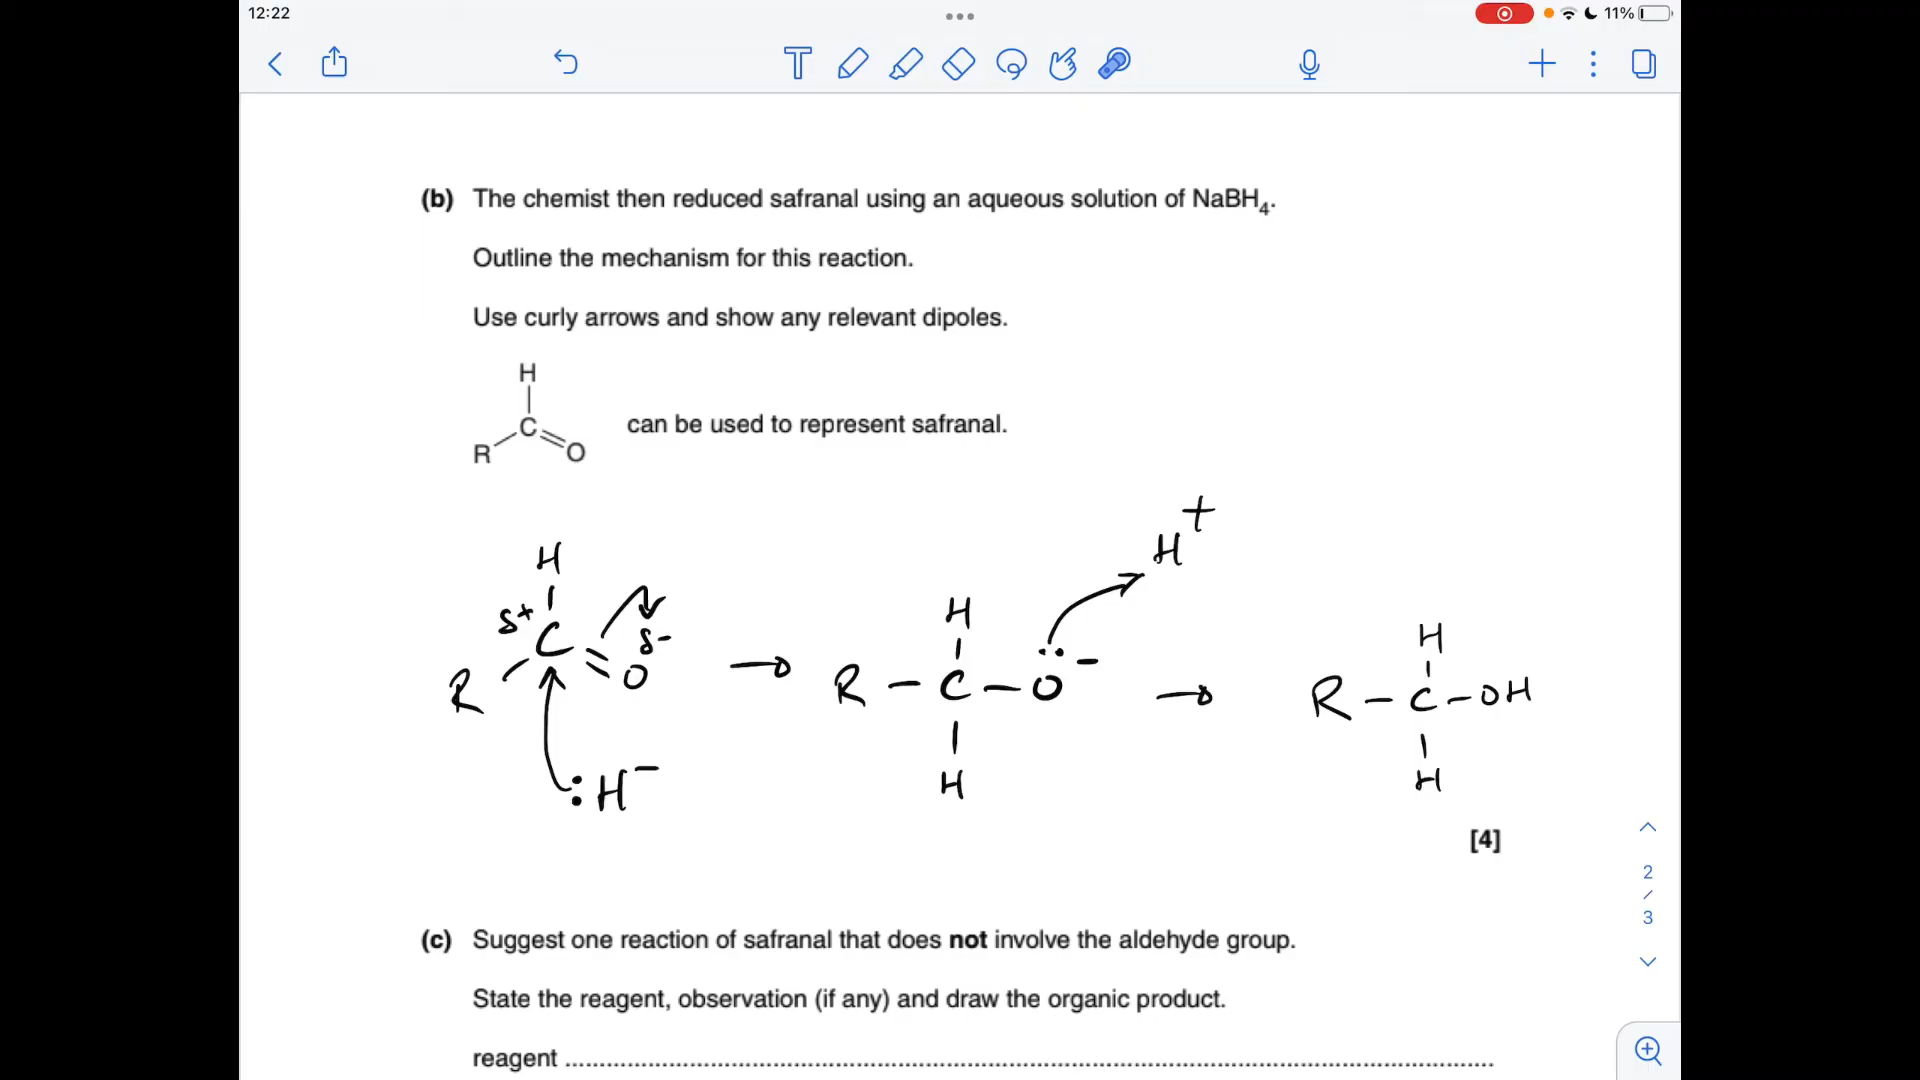 12:22
11%
(b) The chemist then reduced safranal using an aqueous solution of NaBH₄.
Outline the mechanism for this reaction.
Use curly arrows and show any relevant dipoles.
H
C
R
O
can be used to represent safranal.
H⁺
H
δ+
C
δ-
R
O
:H⁻
H
R – C – O:⁻
H
H
R – C – OH
H
[4]
2
/
3
(c) Suggest one reaction of safranal that does not involve the aldehyde group.
State the reagent, observation (if any) and draw the organic product.
reagent ........................................................................